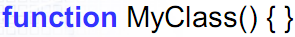 function MyClass() { }